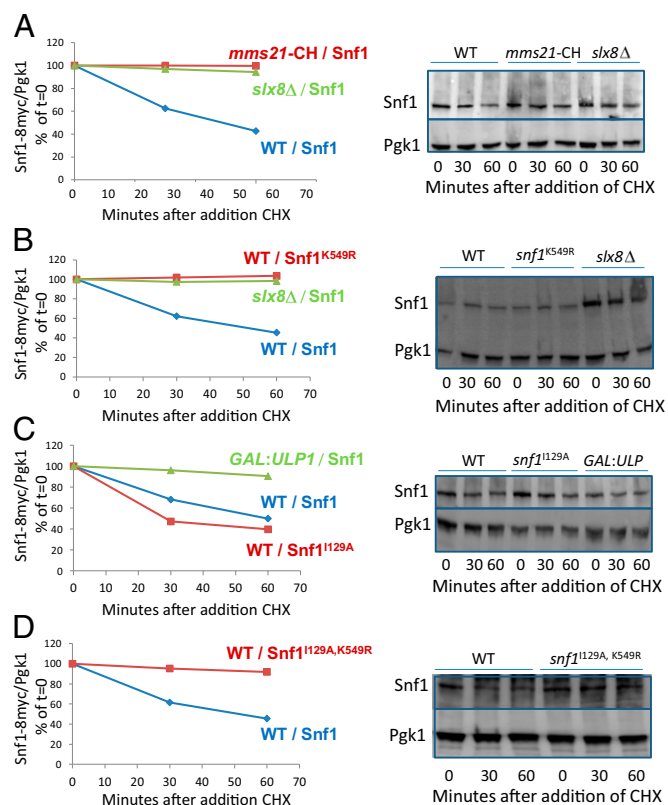 A
Snf1-8myc/Pgk1
% of t=0
120
100
80
60
40
20
0
mms21-CH / Snf1
slx8Δ / Snf1
WT / Snf1
0 10 20 30 40 50 60 70
Minutes after addition CHX
WT mms21-CH slx8Δ
Snf1
Pgk1
0 30 60 0 30 60 0 30 60
Minutes after addition of CHX
B
Snf1-8myc/Pgk1
% of t=0
120
100
80
60
40
20
0
WT / Snf1K549R
slx8Δ / Snf1
WT / Snf1
0 10 20 30 40 50 60 70
Minutes after addition CHX
WT snf1K549R slx8Δ
Snf1
Pgk1
0 30 60 0 30 60 0 30 60
Minutes after addition of CHX
C
Snf1-8myc/Pgk1
% of t=0
120
100
80
60
40
20
0
GAL:ULP1 / Snf1
WT / Snf1
WT / Snf1I129A
0 10 20 30 40 50 60 70
Minutes after addition CHX
WT snf1I129A GAL:ULP
Snf1
Pgk1
0 30 60 0 30 60 0 30 60
Minutes after addition of CHX
D
Snf1-8myc/Pgk1
% of t=0
120
100
80
60
40
20
0
WT / Snf1I129A,K549R
WT / Snf1
0 10 20 30 40 50 60 70
Minutes after addition CHX
WT snf1I129A, K549R
Snf1
Pgk1
0 30 60 0 30 60
Minutes after addition of CHX